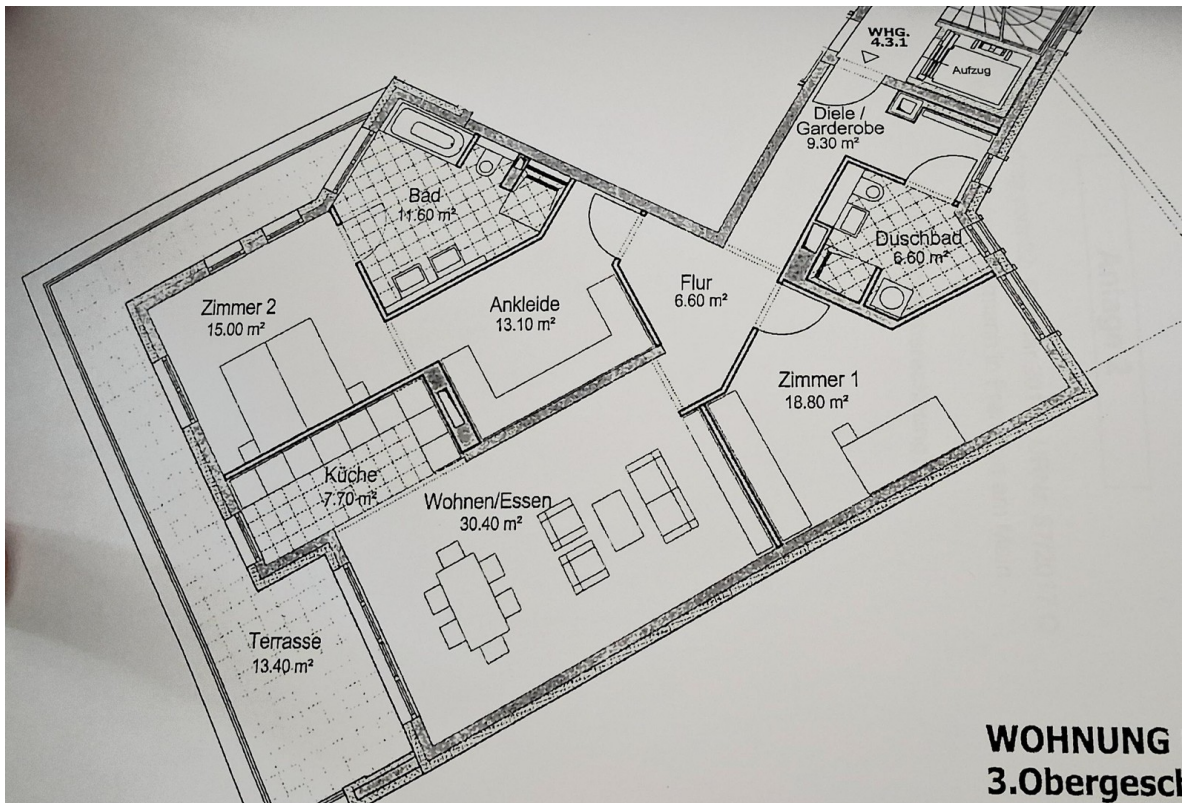 WHG.
4.3.1
Aufzug
Diele /
Garderobe
9.30 m²
Bad
11.60 m²
Duschbad
6.60 m²
Zimmer 2
15.00 m²
Ankleide
13.10 m²
Flur
6.60 m²
Zimmer 1
18.80 m²
Küche
7.70 m²
Wohnen/Essen
30.40 m²
Terrasse
13.40 m²
WOHNUNG
3.Obergesch